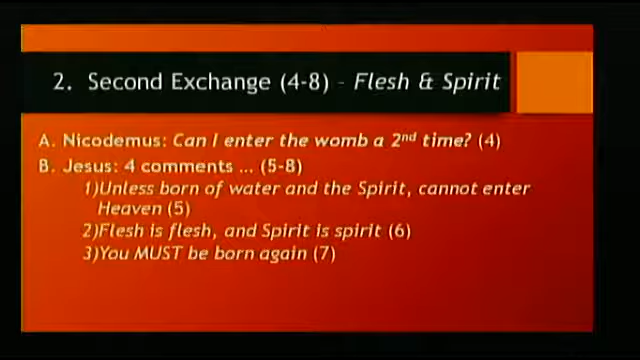 2. Second Exchange (4-8) – Flesh & Spirit
A. Nicodemus: Can I enter the womb a 2nd time? (4)
B. Jesus: 4 comments … (5-8)
1)Unless born of water and the Spirit, cannot enter
Heaven (5)
2)Flesh is flesh, and Spirit is spirit (6)
3)You MUST be born again (7)